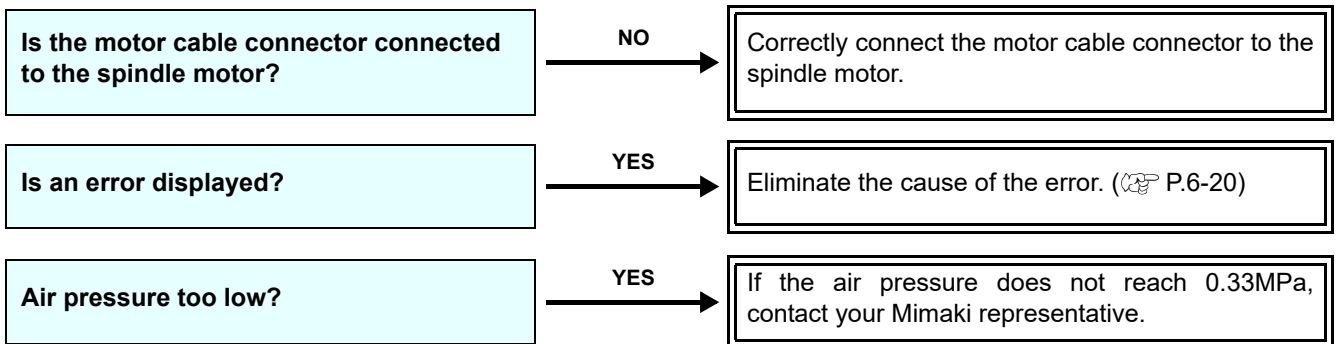 Is the motor cable connector connected
to the spindle motor?
NO
Correctly connect the motor cable connector to the
spindle motor.
Is an error displayed?
YES
Eliminate the cause of the error. (☞ P.6-20)
Air pressure too low?
YES
If the air pressure does not reach 0.33MPa,
contact your Mimaki representative.